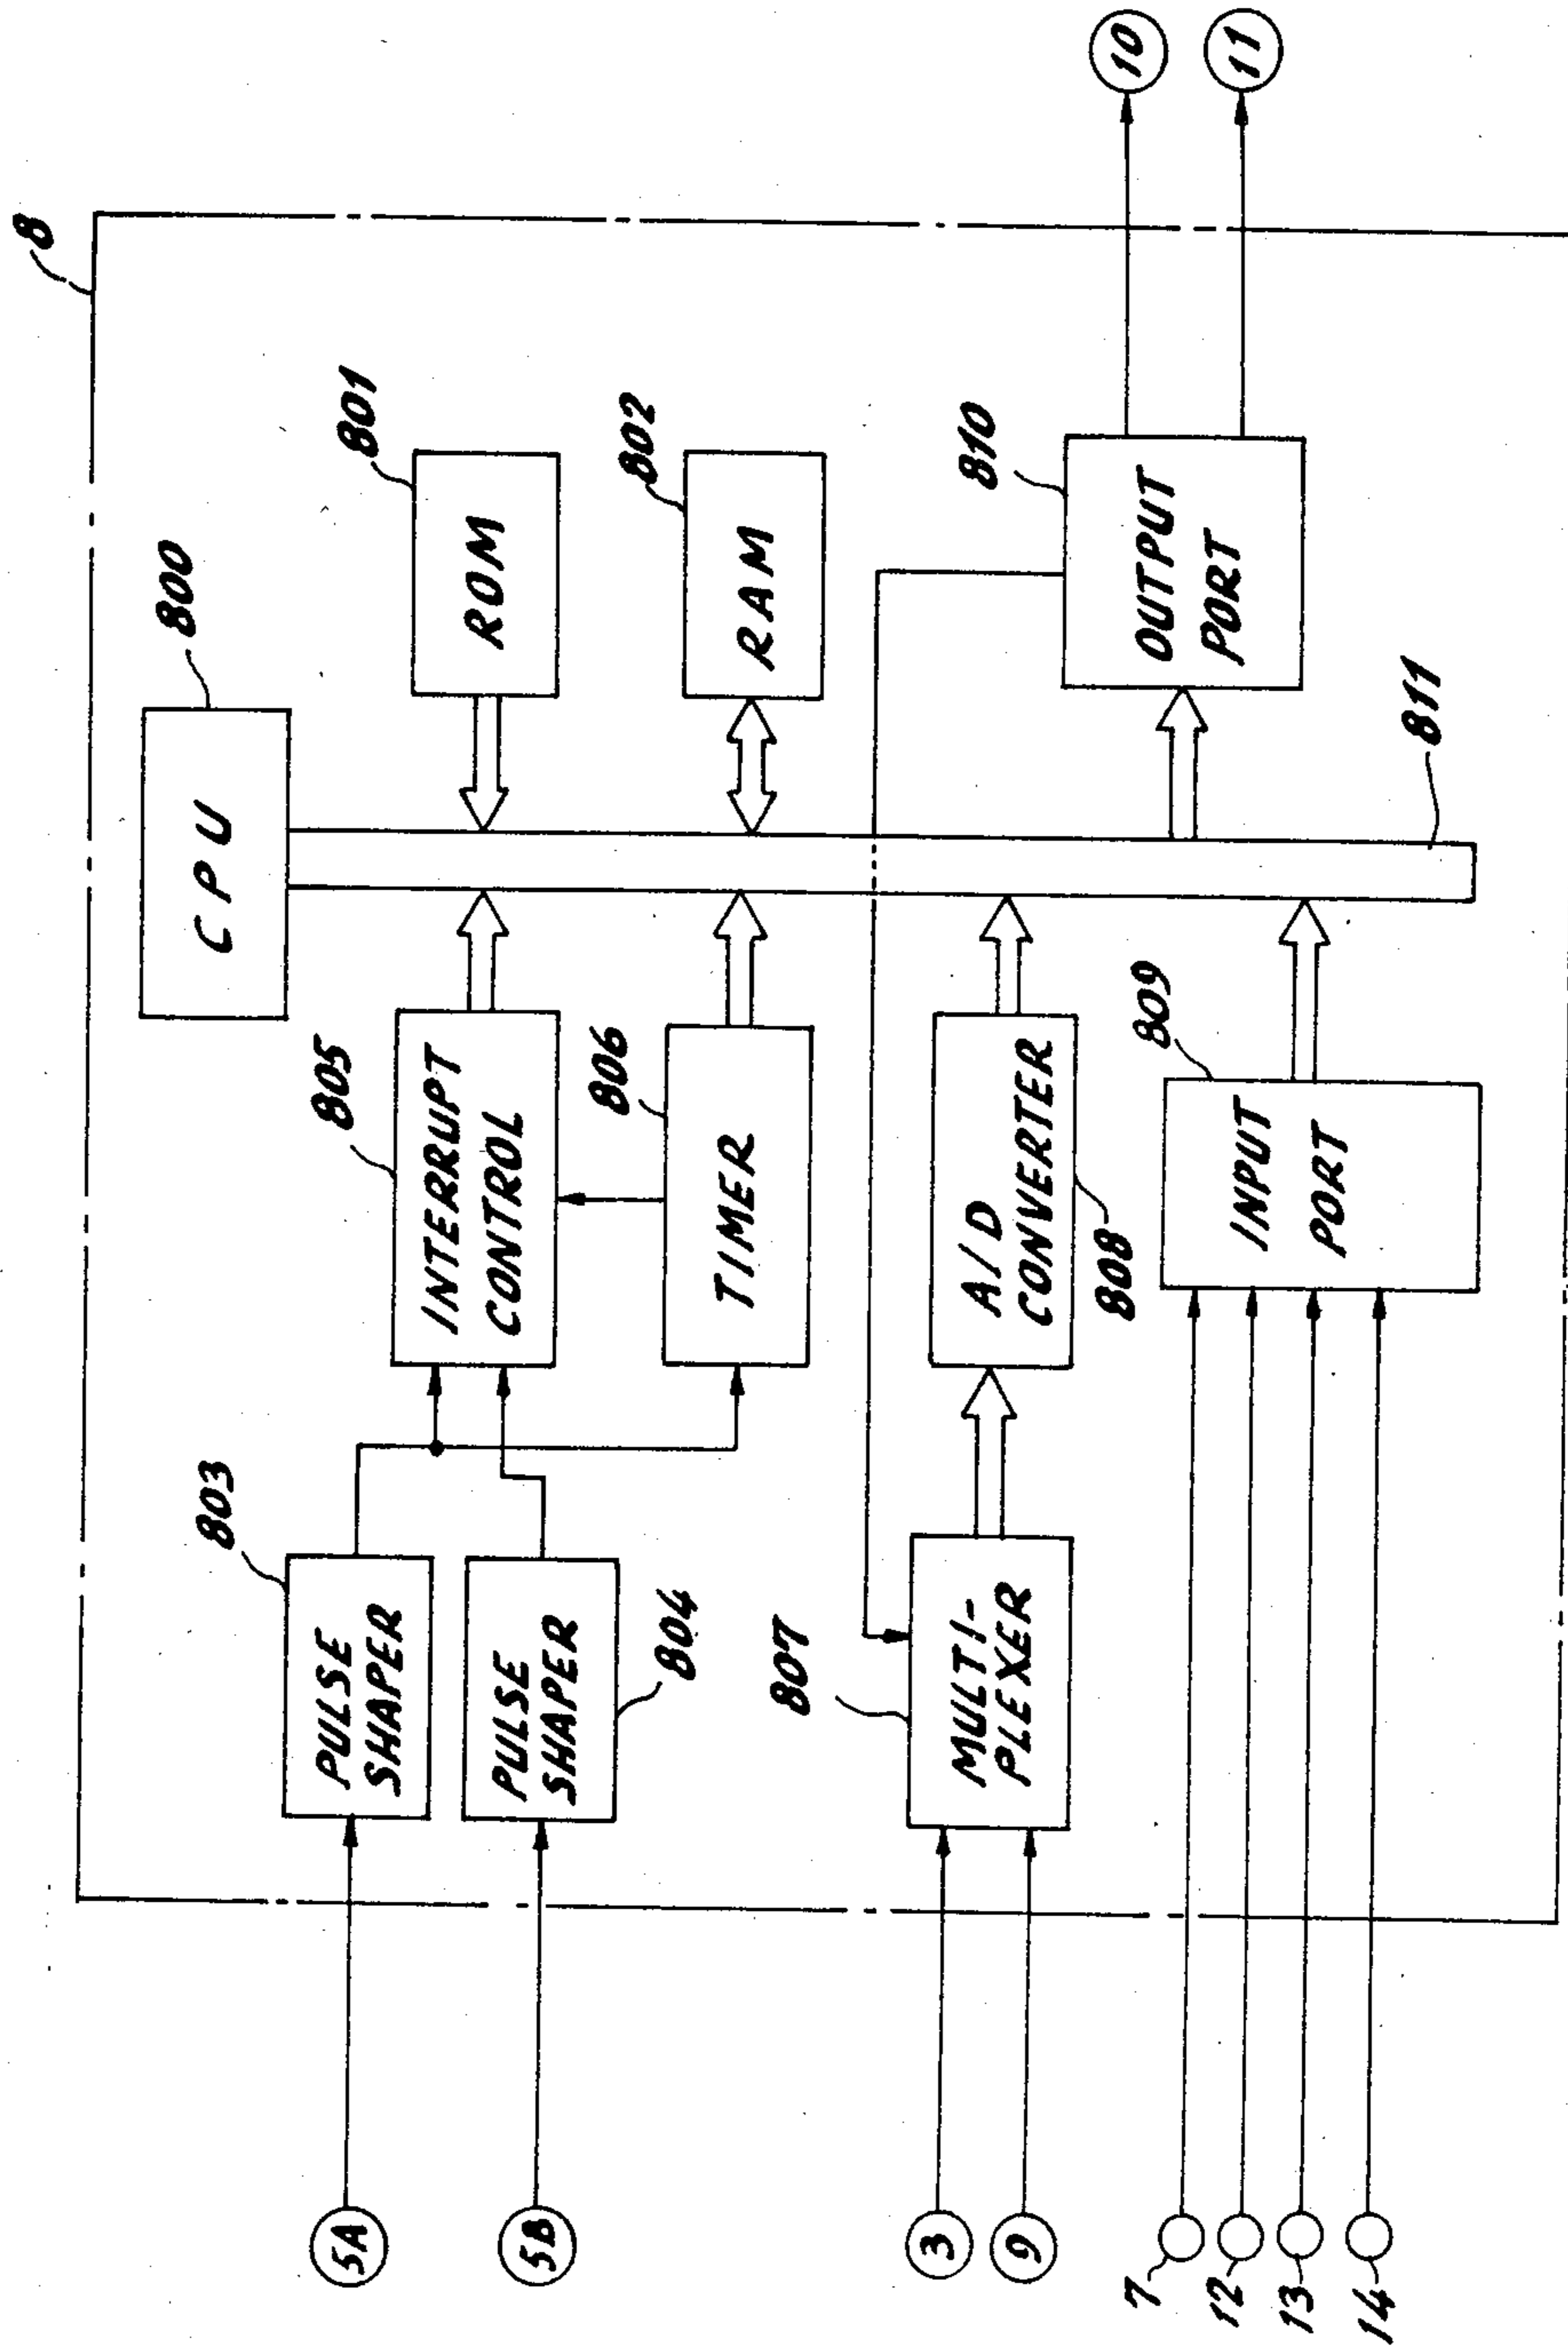 8
CPU
800
ROM
801
RAM
802
INTERRUPT
CONTROL
805
TIMER
806
PULSE
SHAPER
803
PULSE
SHAPER
804
5A
5B
MULTI-
PLEXER
807
A/D
CONVERTER
808
3
9
INPUT
PORT
809
7
12
13
14
OUTPUT
PORT
810
811
10
11